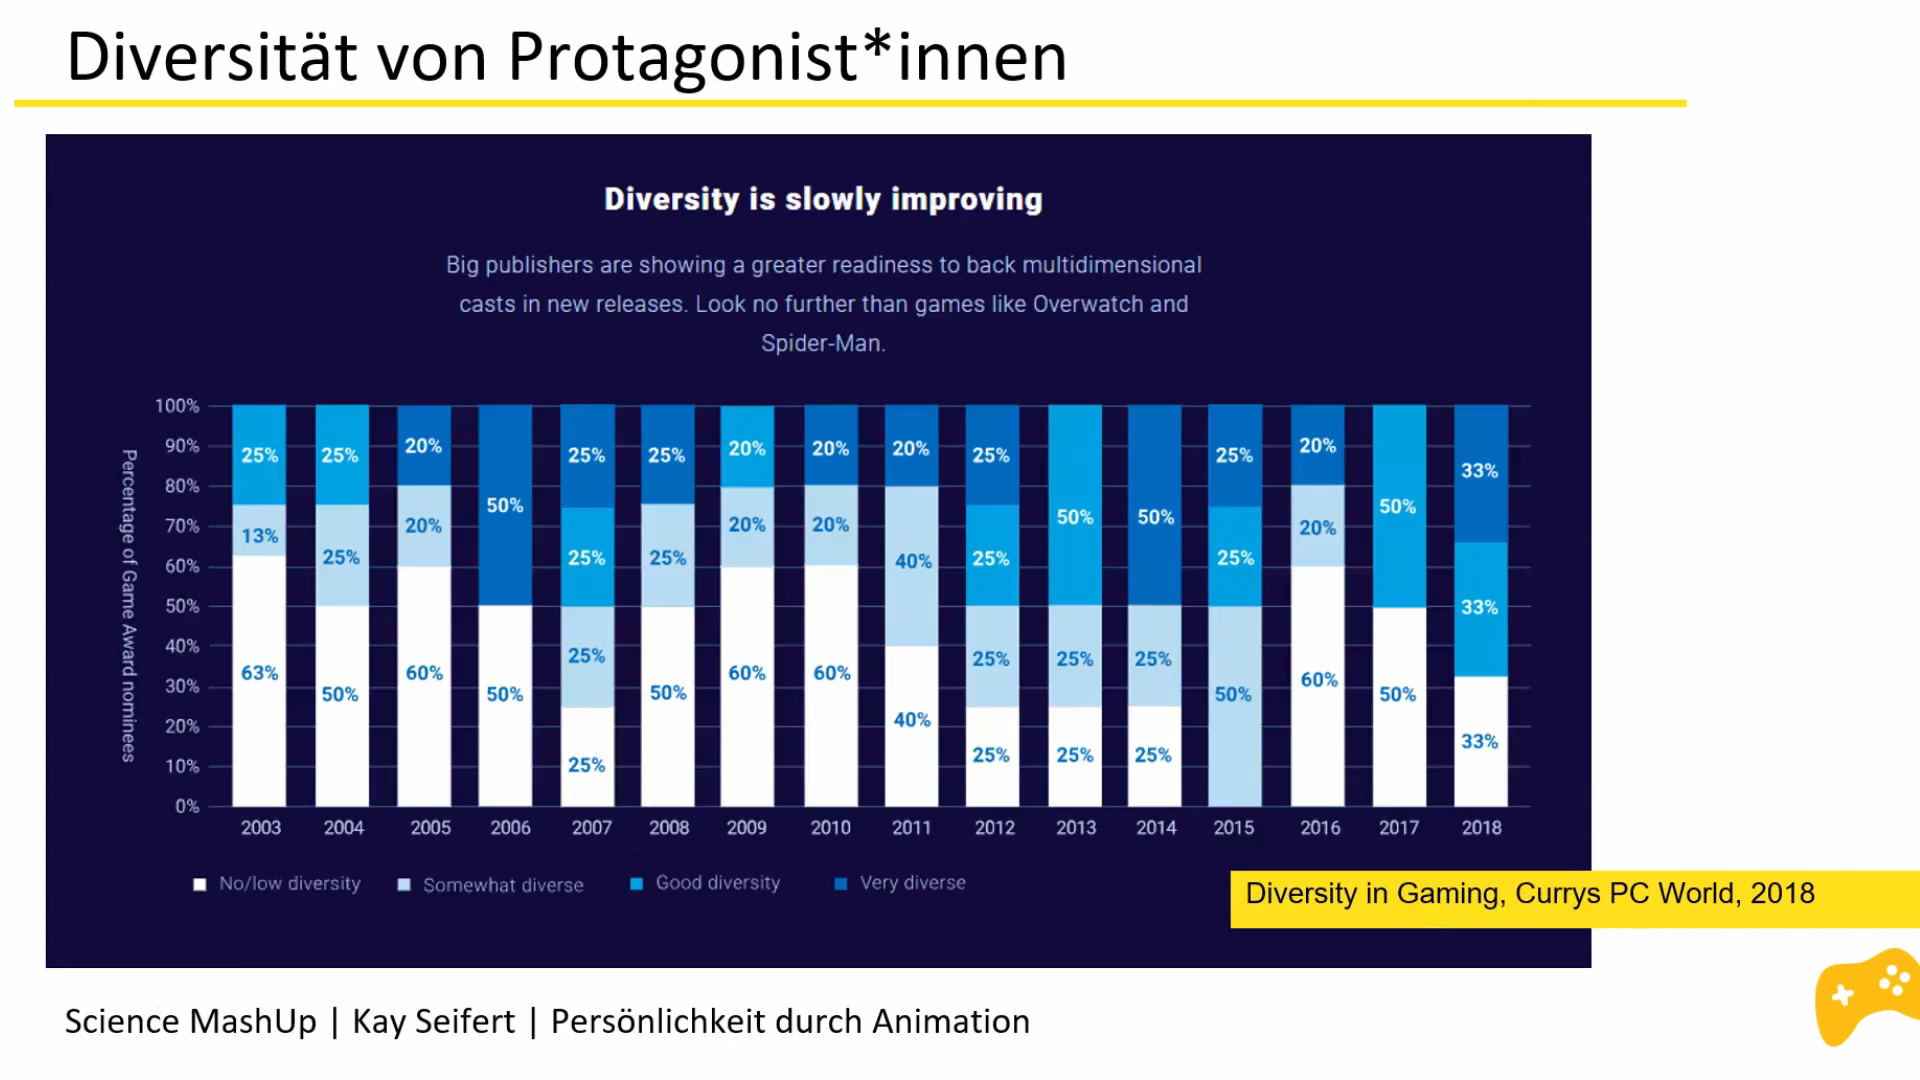 Diversität von Protagonist*innen
Diversity is slowly improving
Big publishers are showing a greater readiness to back multidimensional
casts in new releases. Look no further than games like Overwatch and
Spider-Man.
Percentage of Game Award nominees
100%
90%
80%
70%
60%
50%
40%
30%
20%
10%
0%
25% 13% 63%
25% 25% 50%
20% 20% 60%
50% 50%
25% 25% 25% 25%
25% 25% 50%
20% 20% 60%
20% 20% 60%
20% 40% 40%
25% 25% 25% 25%
50% 25% 25%
50% 25% 25%
25% 25% 50%
20% 20% 60%
50% 50%
33% 33% 33%
2003 2004 2005 2006 2007 2008 2009 2010 2011 2012 2013 2014 2015 2016 2017 2018
No/low diversity Somewhat diverse Good diversity Very diverse
Diversity in Gaming, Currys PC World, 2018
Science MashUp | Kay Seifert | Persönlichkeit durch Animation